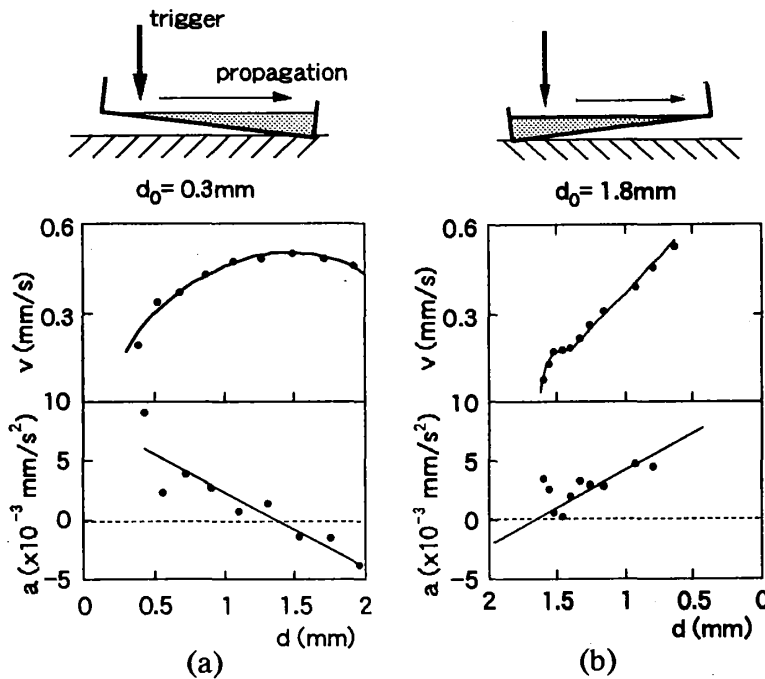 trigger
propagation
d₀= 0.3mm
d₀= 1.8mm
0.6
0.3
v (mm/s)
10
5
0
−5
a (x10⁻³ mm/s²)
0 0.5 1 1.5 2
d (mm)
(a)
0.6
0.3
v (mm/s)
10
5
0
−5
a (x10⁻³ mm/s²)
2 1.5 1 0.5 0
d (mm)
(b)